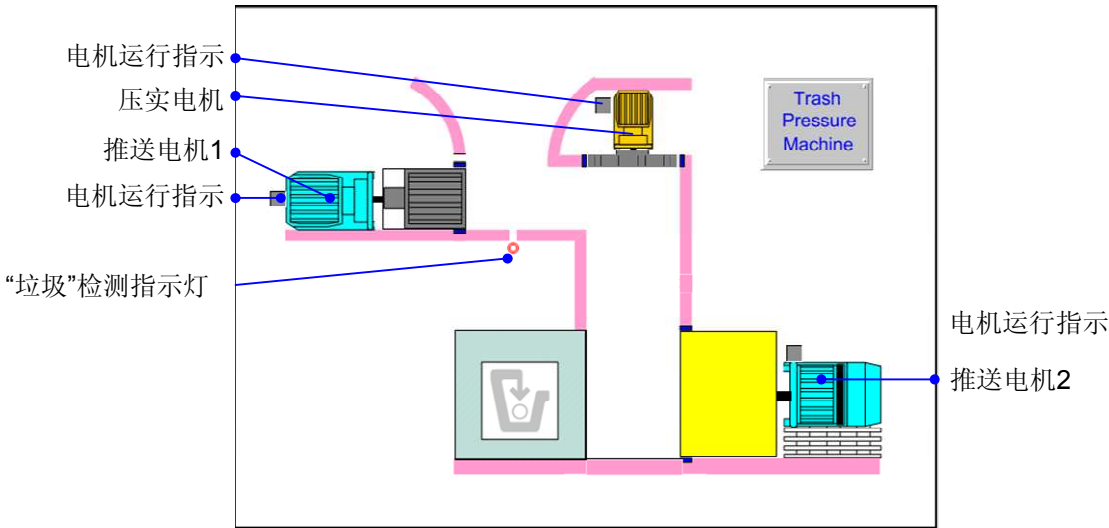 电机运行指示
压实电机
推送电机1
电机运行指示
“垃圾”检测指示灯
Trash
Pressure
Machine
电机运行指示
推送电机2